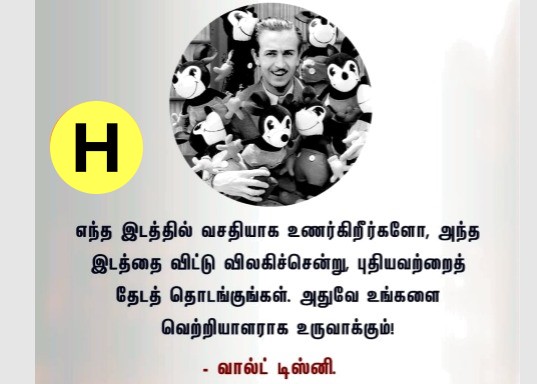 H
எந்த இடத்தில் வசதியாக உணர்கிறீர்களோ, அந்த
இடத்தை விட்டு விலகிச்சென்று, புதியவற்றைத்
தேடத் தொடங்குங்கள். அதுவே உங்களை
வெற்றியாளராக உருவாக்கும்!
- வால்ட் டிஸ்னி.